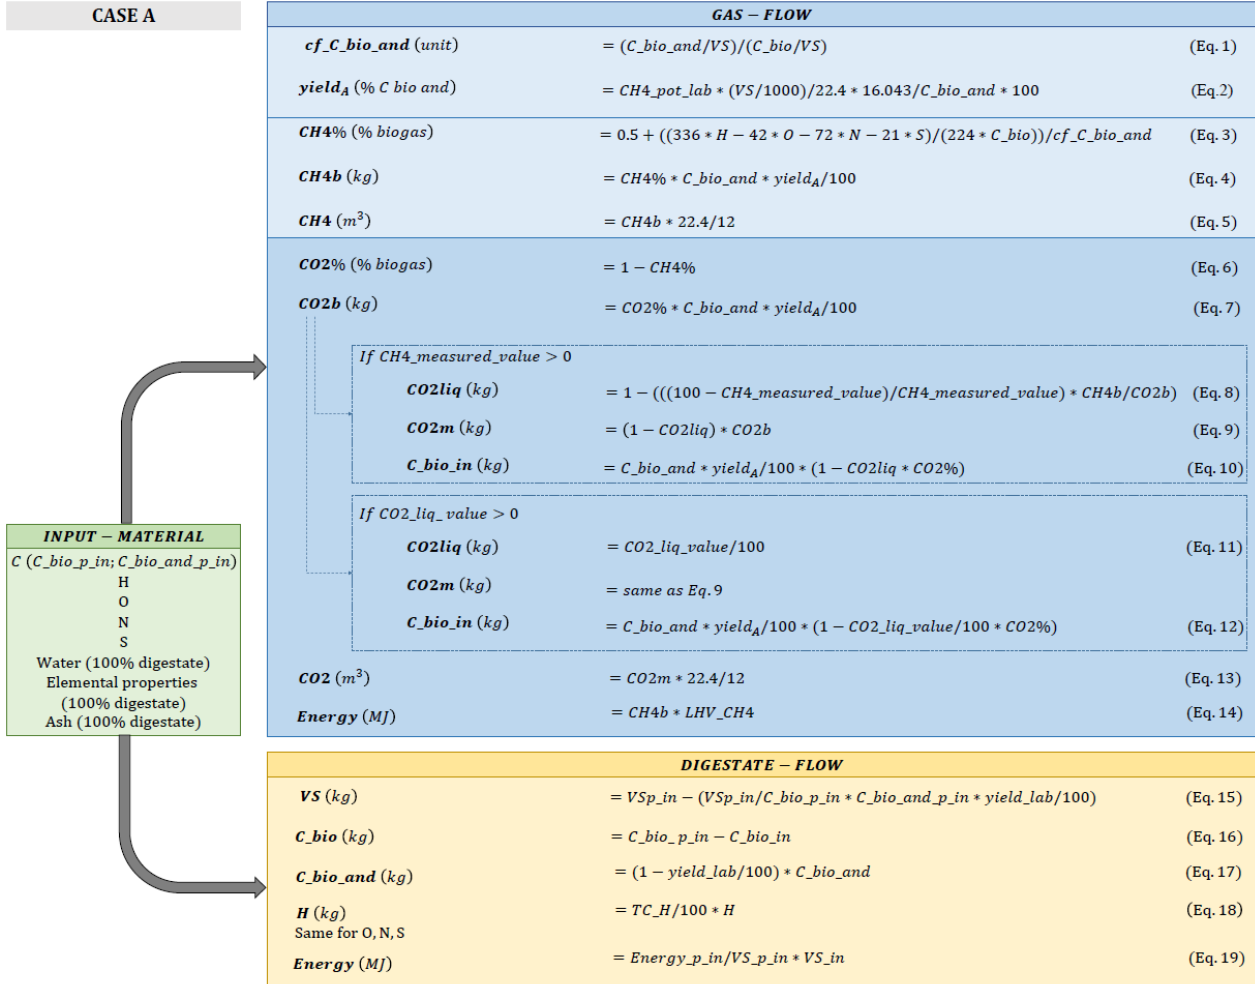 CASE A
GAS − FLOW
cf_C_bio_and (unit) = (C_bio_and/VS)/(C_bio/VS) (Eq. 1)
yield_A (% C bio and) = CH4_pot_lab * (VS/1000)/22.4 * 16.043/C_bio_and * 100 (Eq.2)
CH4% (% biogas) = 0.5 + ((336 * H − 42 * O − 72 * N − 21 * S)/(224 * C_bio))/cf_C_bio_and (Eq. 3)
CH4b (kg) = CH4% * C_bio_and * yield_A/100 (Eq. 4)
CH4 (m³) = CH4b * 22.4/12 (Eq. 5)
CO2% (% biogas) = 1 − CH4% (Eq. 6)
CO2b (kg) = CO2% * C_bio_and * yield_A/100 (Eq. 7)
If CH4_measured_value > 0
CO2liq (kg) = 1 − (((100 − CH4_measured_value)/CH4_measured_value) * CH4b/CO2b) (Eq. 8)
CO2m (kg) = (1 − CO2liq) * CO2b (Eq. 9)
C_bio_in (kg) = C_bio_and * yield_A/100 * (1 − CO2liq * CO2%) (Eq. 10)
If CO2_liq_ value > 0
CO2liq (kg) = CO2_liq_value/100 (Eq. 11)
CO2m (kg) = same as Eq. 9
C_bio_in (kg) = C_bio_and * yield_A/100 * (1 − CO2_liq_value/100 * CO2%) (Eq. 12)
CO2 (m³) = CO2m * 22.4/12 (Eq. 13)
Energy (MJ) = CH4b * LHV_CH4 (Eq. 14)
INPUT − MATERIAL
C (C_bio_p_in; C_bio_and_p_in)
H
O
N
S
Water (100% digestate)
Elemental properties
(100% digestate)
Ash (100% digestate)
DIGESTATE − FLOW
VS (kg) = VSp_in − (VSp_in/C_bio_p_in * C_bio_and_p_in * yield_lab/100) (Eq. 15)
C_bio (kg) = C_bio_ p_in − C_bio_in (Eq. 16)
C_bio_and (kg) = (1 − yield_lab/100) * C_bio_and (Eq. 17)
H (kg) = TC_H/100 * H (Eq. 18)
Same for O, N, S
Energy (MJ) = Energy_p_in/VS_p_in * VS_in (Eq. 19)